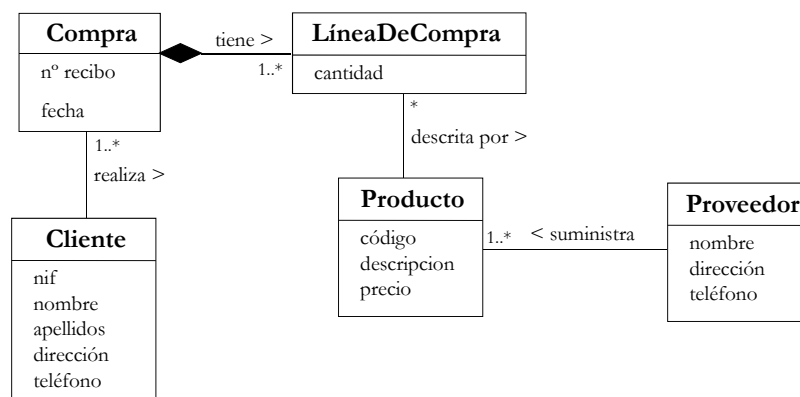 Compra
nº recibo
fecha
tiene >
1..*
LíneaDeCompra
cantidad
*
descrita por >
1..*
realiza >
Cliente
nif
nombre
apellidos
dirección
teléfono
Producto
código
descripcion
precio
1..*
< suministra
Proveedor
nombre
dirección
teléfono